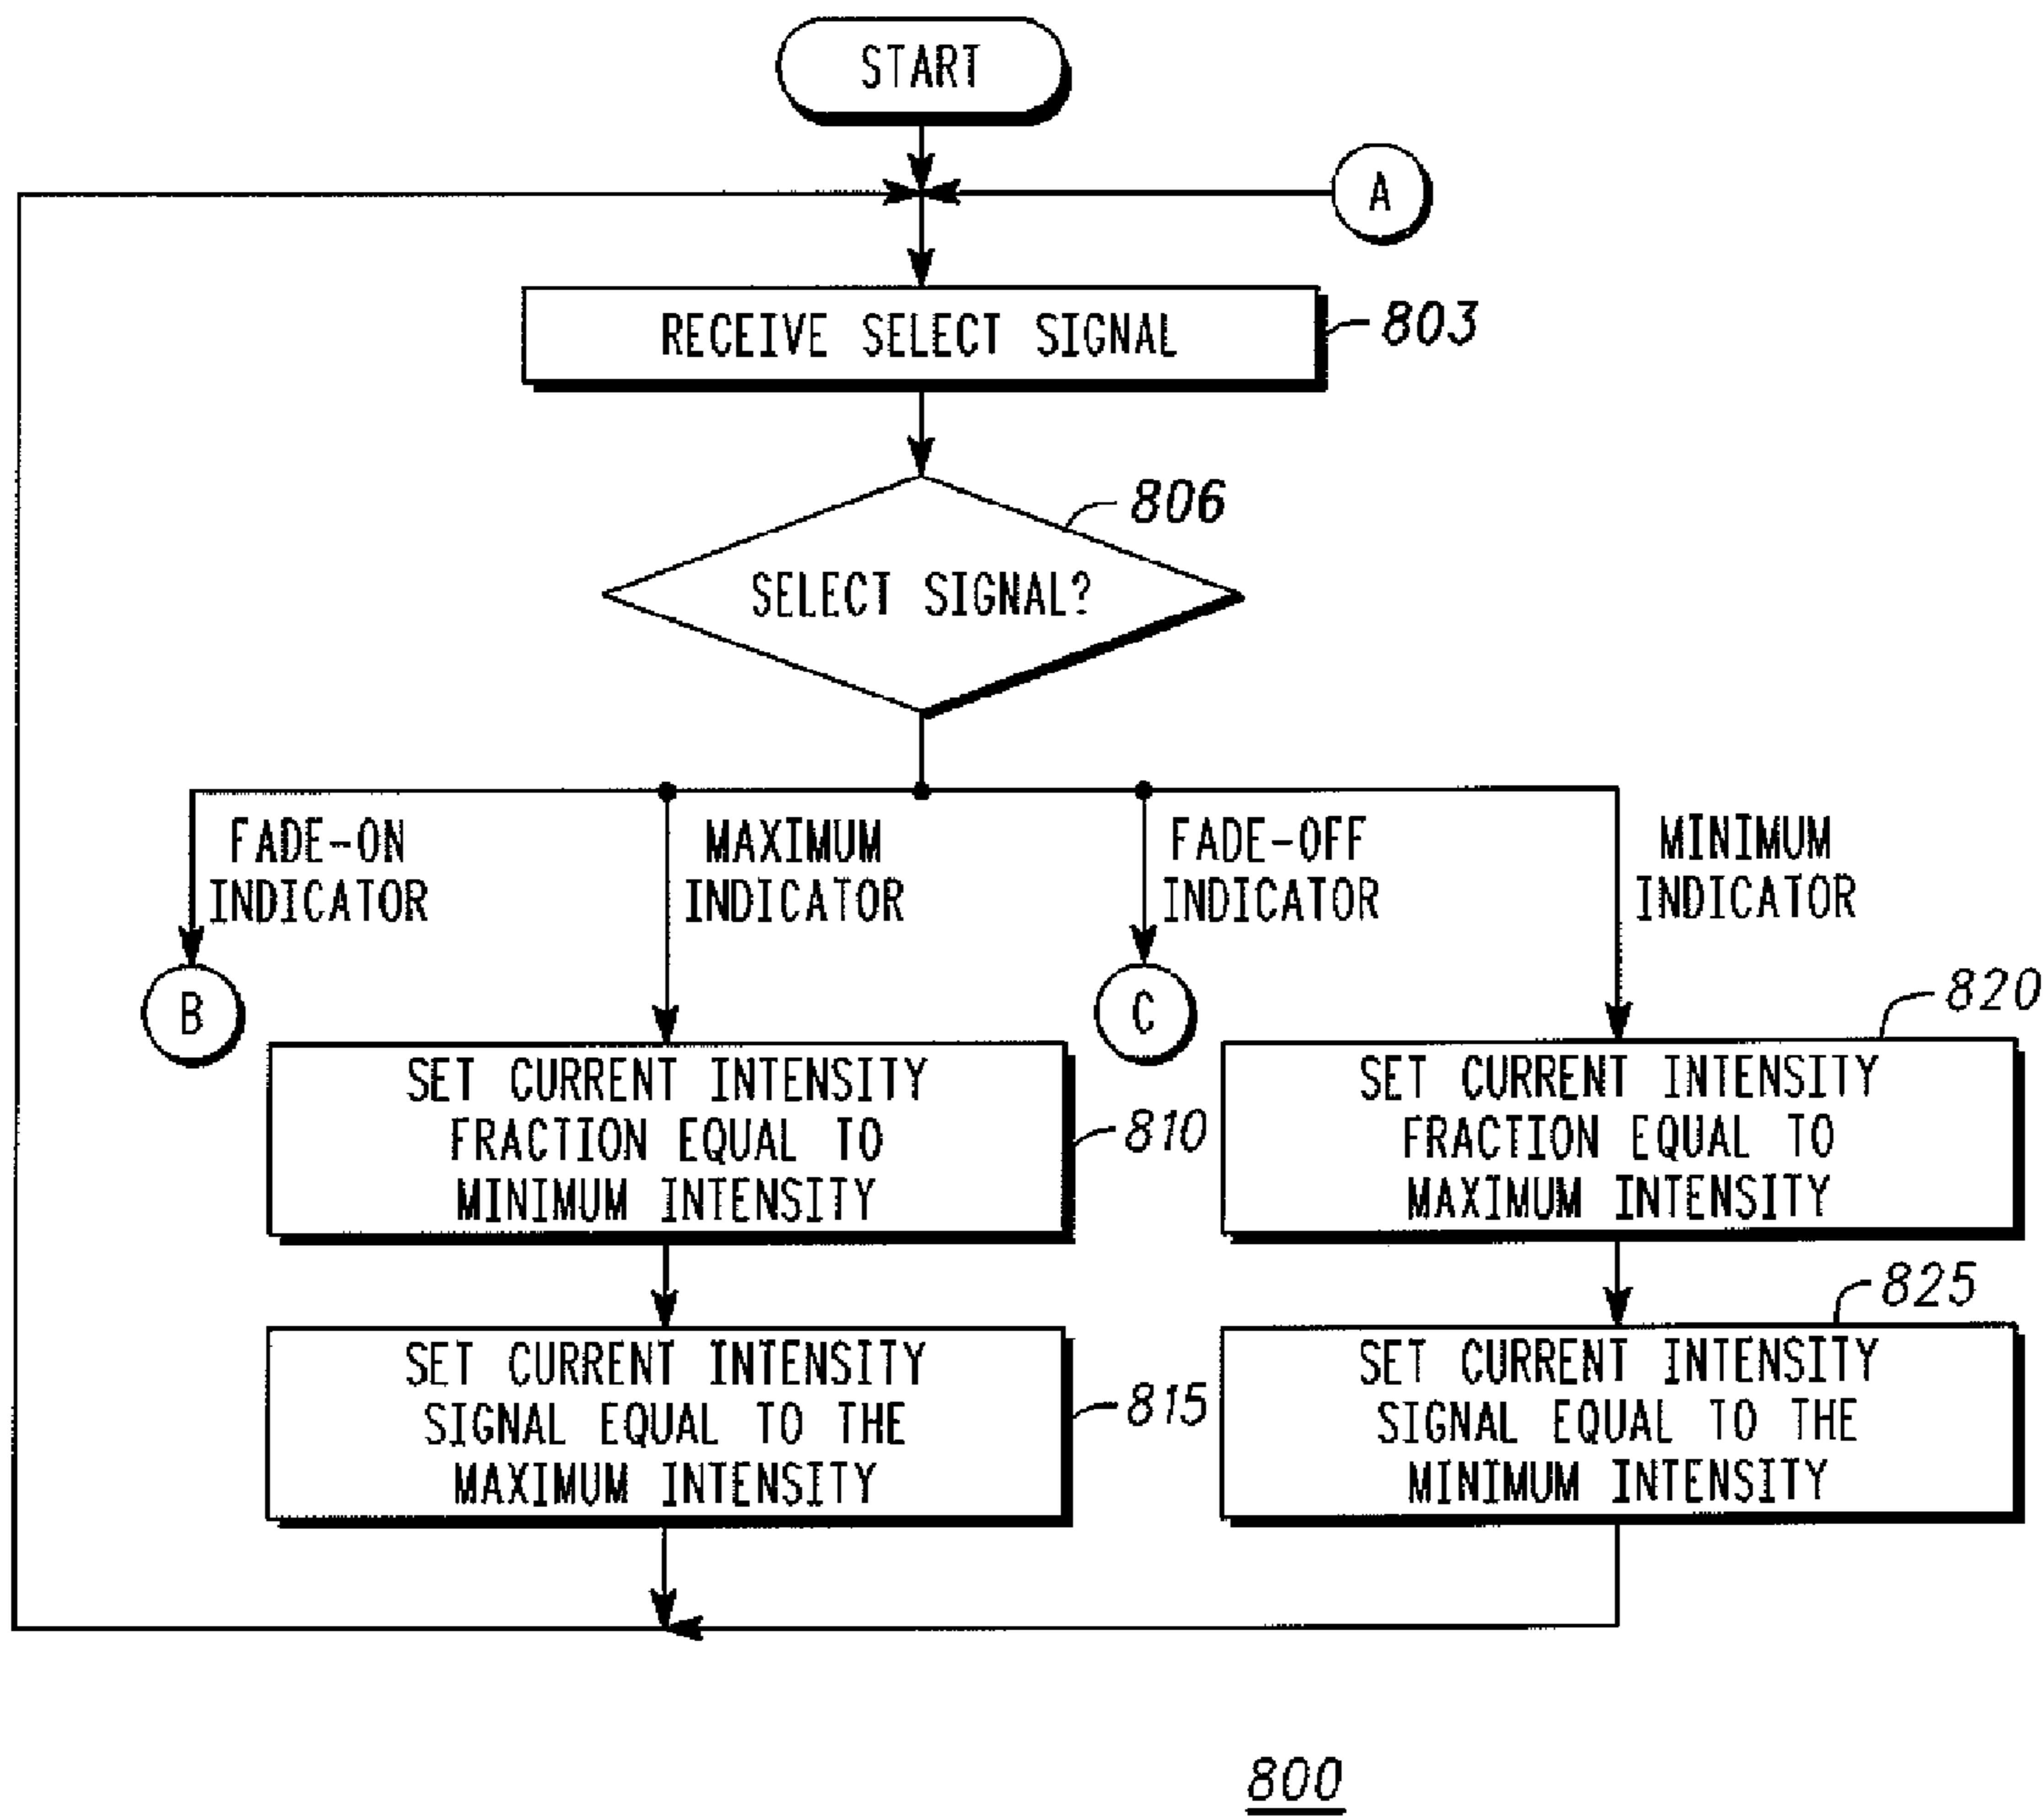 START
A
RECEIVE SELECT SIGNAL
803
806
SELECT SIGNAL?
FADE-ON
INDICATOR
MAXIMUM
INDICATOR
FADE-OFF
INDICATOR
MINIMUM
INDICATOR
B
C
820
SET CURRENT INTENSITY
FRACTION EQUAL TO
MINIMUM INTENSITY
810
SET CURRENT INTENSITY
FRACTION EQUAL TO
MAXIMUM INTENSITY
825
SET CURRENT INTENSITY
SIGNAL EQUAL TO THE
MAXIMUM INTENSITY
815
SET CURRENT INTENSITY
SIGNAL EQUAL TO THE
MINIMUM INTENSITY
800